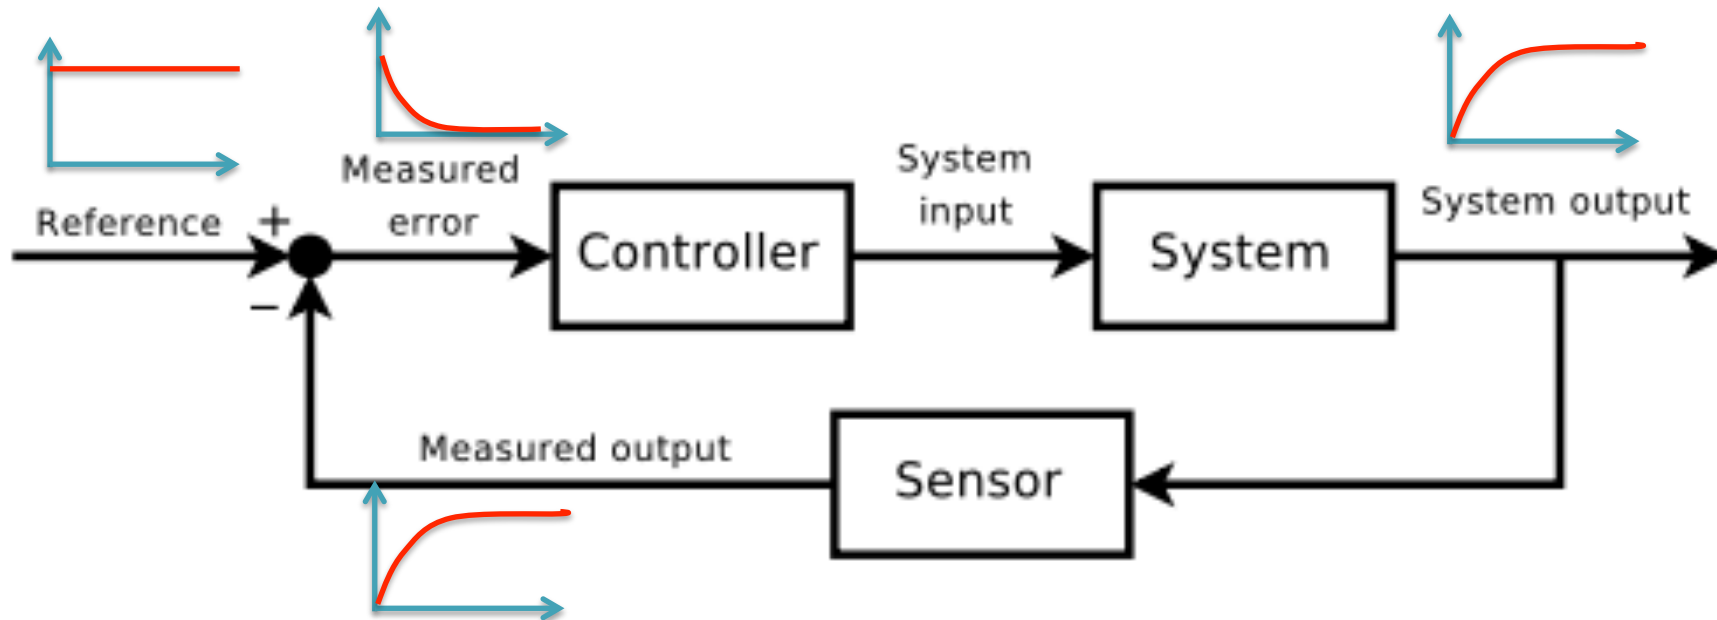 Reference
+
−
Measured
error
Controller
System
input
System
System output
Measured output
Sensor